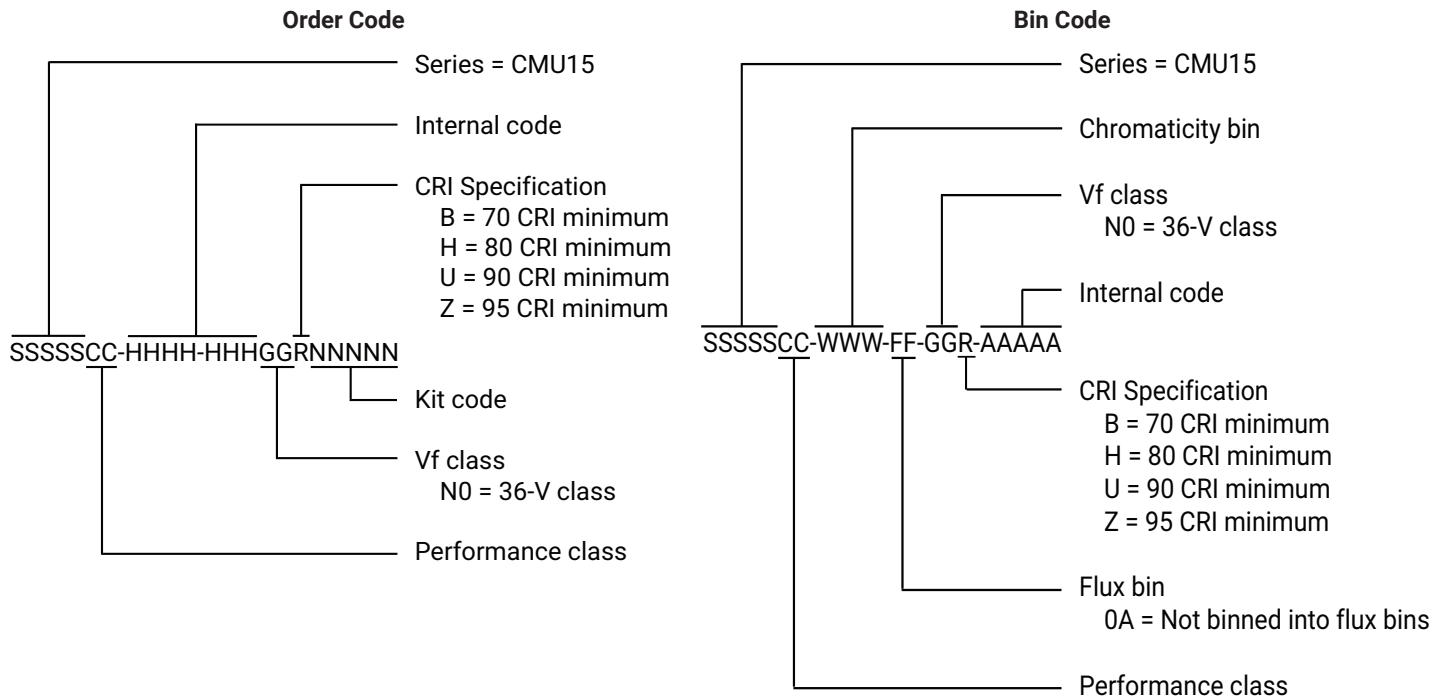 Order Code
Series = CMU15
Internal code
CRI Specification
B = 70 CRI minimum
H = 80 CRI minimum
U = 90 CRI minimum
Z = 95 CRI minimum
SSSSSCC-HHHH-HHHGGRNNNNN
Kit code
Vf class
N0 = 36-V class
Performance class
Bin Code
Series = CMU15
Chromaticity bin
Vf class
N0 = 36-V class
Internal code
SSSSSCC-WWW-FF-GGR-AAAAA
CRI Specification
B = 70 CRI minimum
H = 80 CRI minimum
U = 90 CRI minimum
Z = 95 CRI minimum
Flux bin
0A = Not binned into flux bins
Performance class